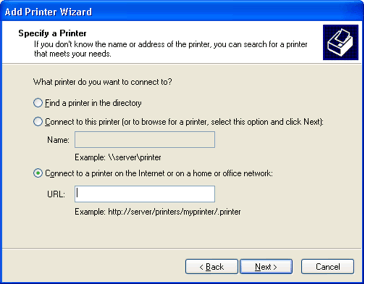 Add Printer Wizard
Specify a Printer
If you don't know the name or address of the printer, you can search for a printer
that meets your needs.
What printer do you want to connect to?
Find a printer in the directory
Connect to this printer (or to browse for a printer, select this option and click Next):
Name:
Example: \\server\printer
Connect to a printer on the Internet or on a home or office network:
URL:
Example: http://server/printers/myprinter/.printer
< Back
Next >
Cancel